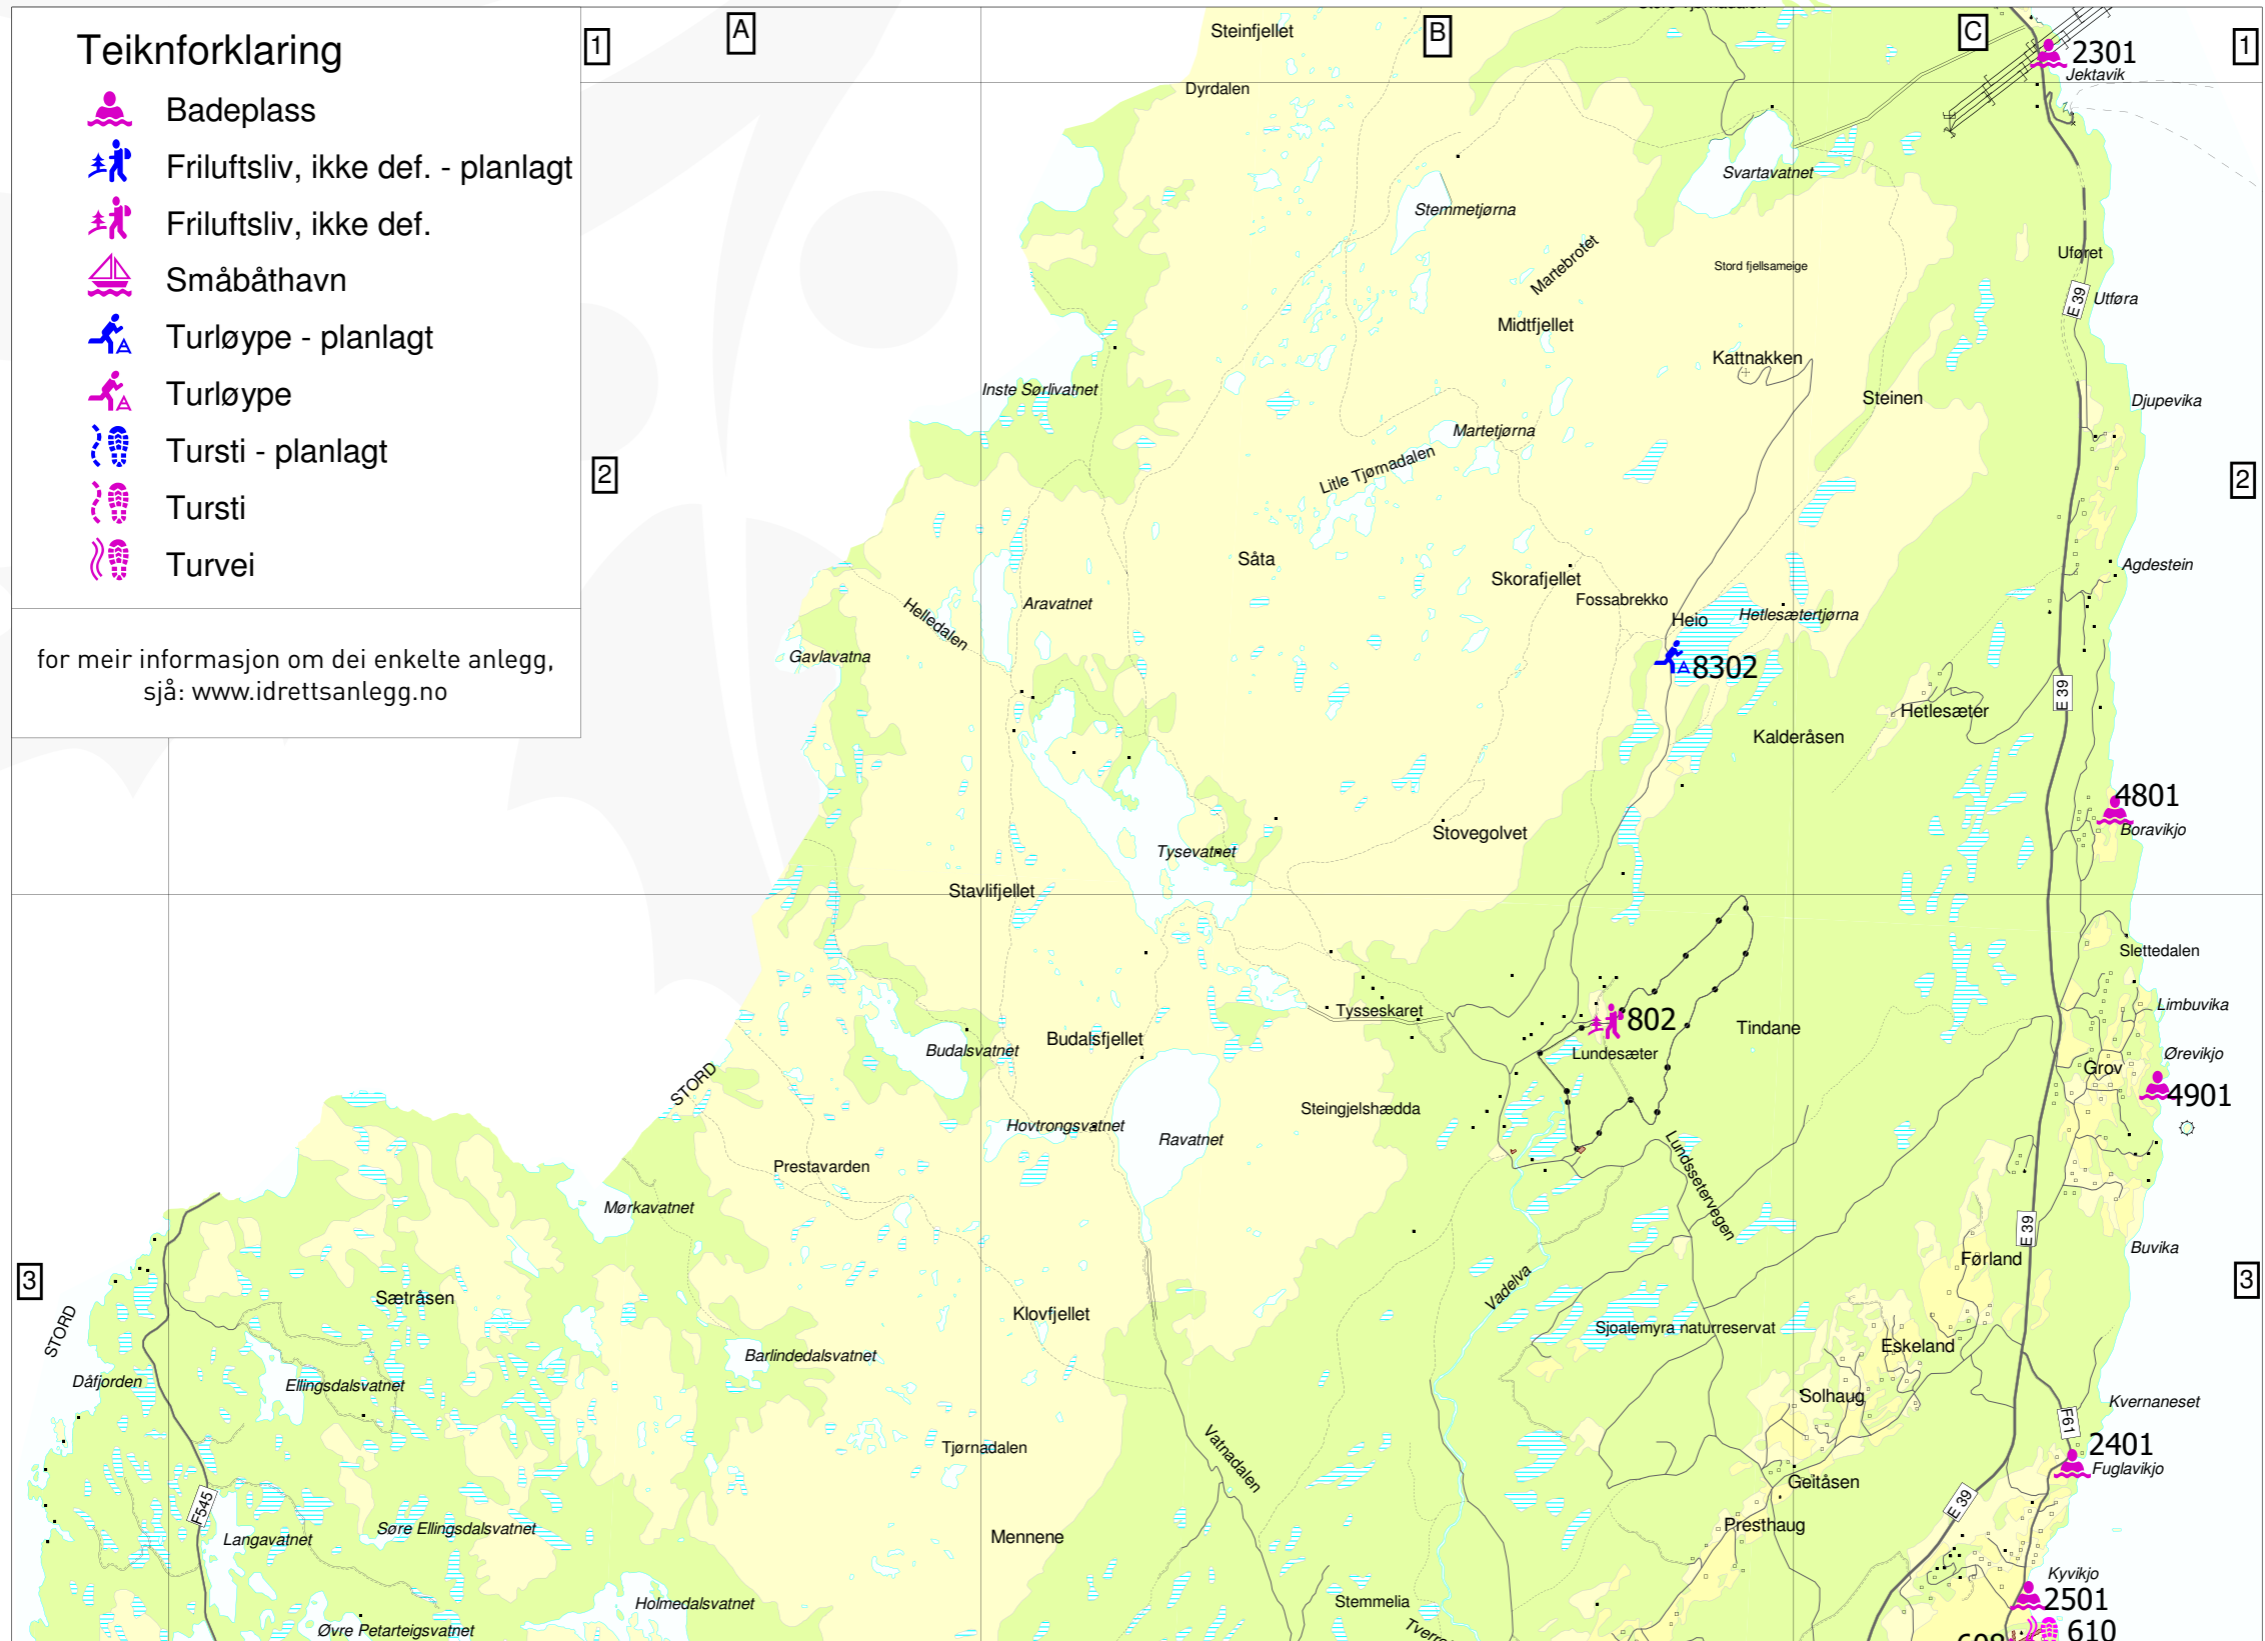 Teiknforklaring
Badeplass
Friluftsliv, ikke def. - planlagt
Friluftsliv, ikke def.
Småbåthavn
Turløype - planlagt
Turløype
Tursti - planlagt
Tursti
Turvei
for meir informasjon om dei enkelte anlegg,
sjå: www.idrettsanlegg.no
1
A
B
C
1
Steinfjellet
2301
Jektavik
Dyrdalen
Svartavatnet
Stemmetjørna
Martebrotet
Stord fjellsameige
Uføret
E 39
Utføra
Midtfjellet
Kattnakken
Inste Sørlivatnet
Steinen
Djupevika
Martetjørna
Litle Tjørnadalen
2
2
Såta
Skorafjellet
Agdestein
Helledalen
Aravatnet
Fossabrekko
Heio
Hetlesætertjørna
Gavlavatna
8302
E 39
Hetlesæter
Kalderåsen
4801
Boravikjo
Stovegolvet
Tysevatnet
Stavlifjellet
Slettedalen
Limbuvika
Tysseskaret
802
Tindane
Budalsfjellet
Budalsvatnet
Lundesæter
Ørevikjo
Grov
STORD
4901
Steingjelshædda
Hovtrongsvatnet
Ravatnet
Lundssetervegen
Prestavarden
Mørkavatnet
E 39
Buvika
Førland
3
3
Vadelva
Sætråsen
Klovfjellet
STORD
Sjoalemyra naturreservat
Eskeland
Barlindedalsvatnet
Dåfjorden
Ellingsdalsvatnet
Solhaug
Kvernaneset
F61
Tjørnadalen
Vatnadalen
2401
Fuglavikjo
Geitåsen
F545
E 39
Søre Ellingsdalsvatnet
Langavatnet
Mennene
Presthaug
Kyvikjo
2501
Holmedalsvatnet
Stemmelia
Øvre Petarteigsvatnet
610